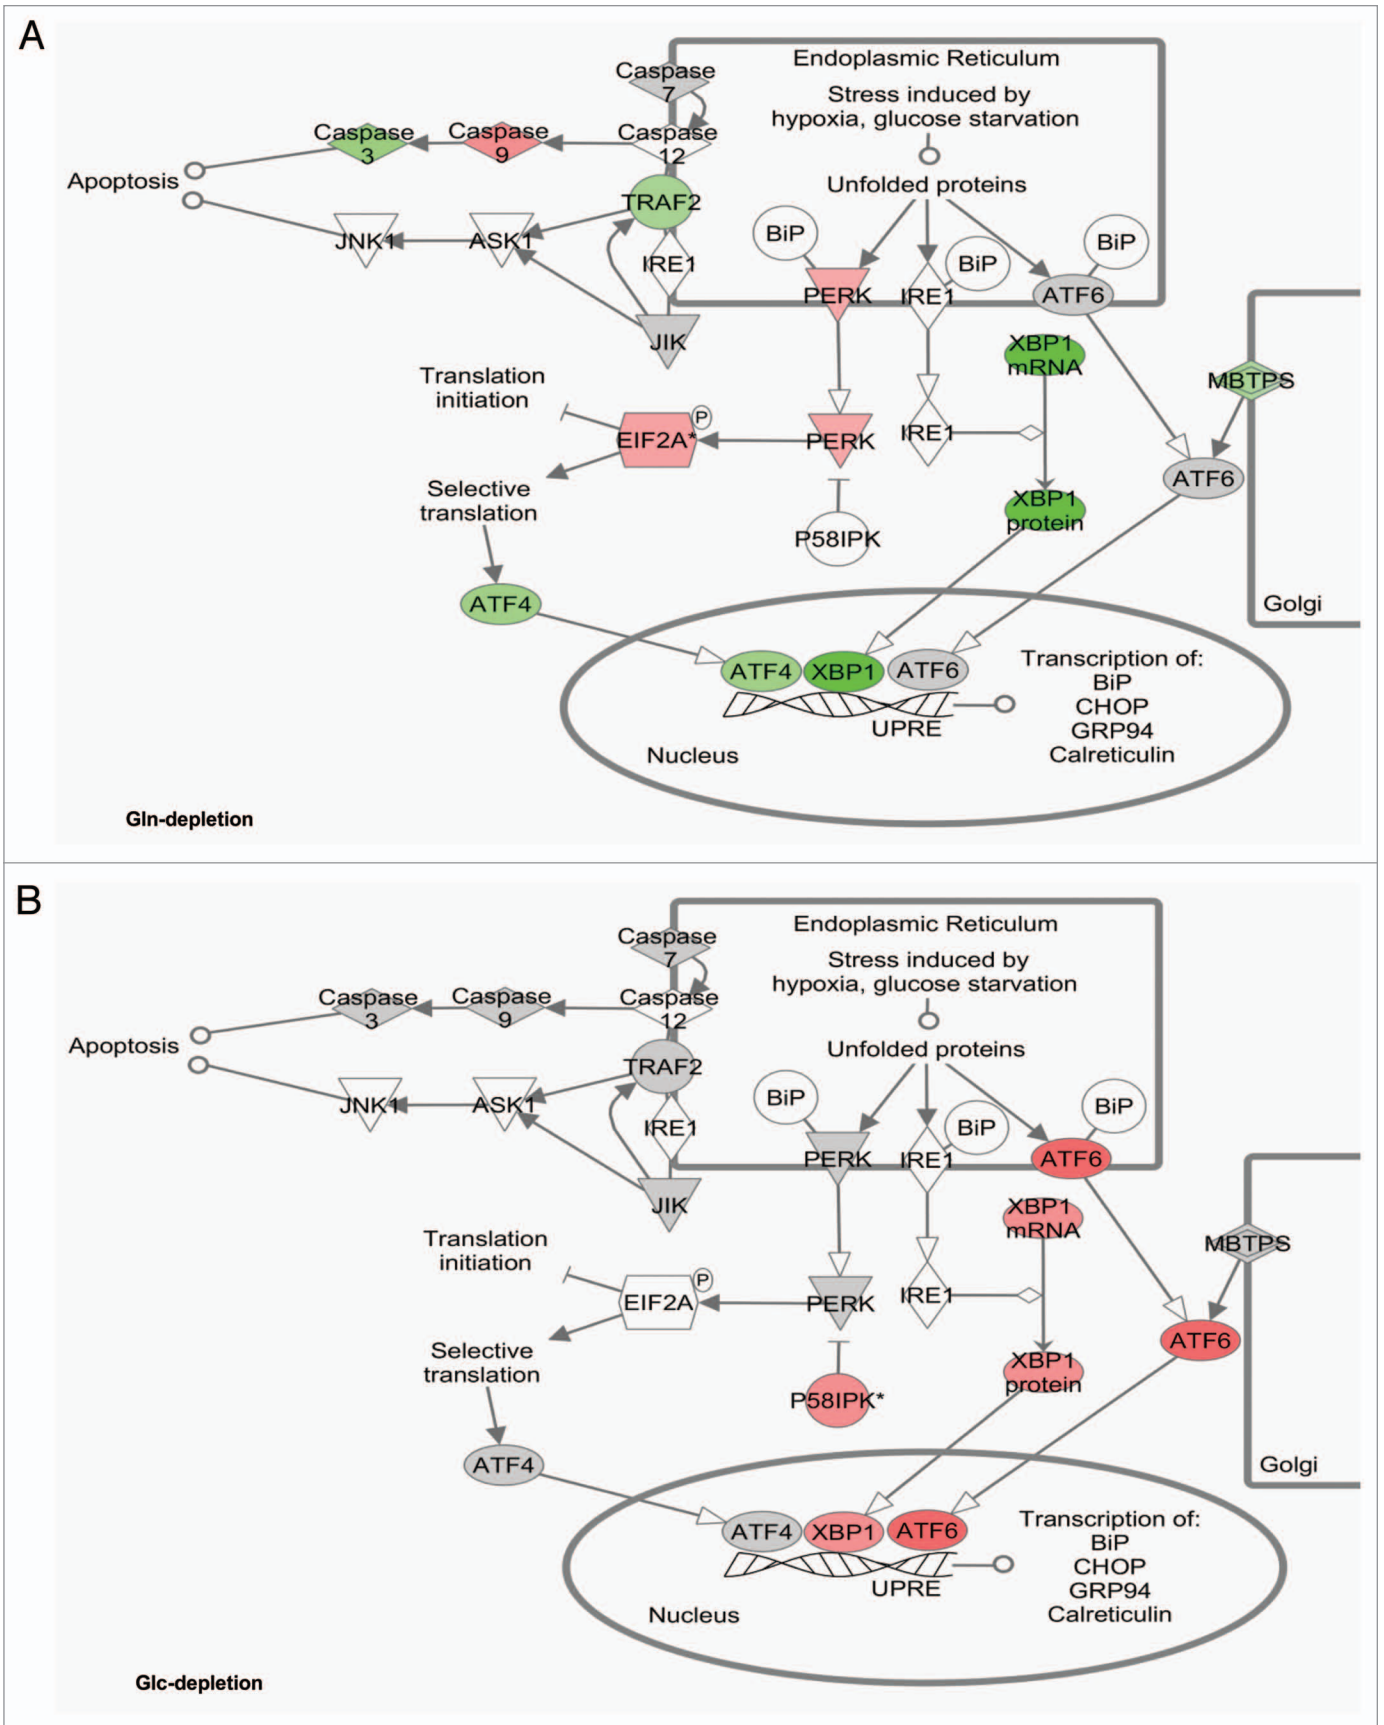 A
Endoplasmic Reticulum
Stress induced by
hypoxia, glucose starvation
Unfolded proteins
Caspase
7
Caspase
3
Caspase
9
Caspase
12
Apoptosis
TRAF2
JNK1
ASK1
IRE1
JIK
BiP
BiP
BiP
PERK
IRE1
ATF6
XBP1
mRNA
MBTPS
Translation
initiation
EIF2A*
P
PERK
IRE1
ATF6
Selective
translation
P58IPK
XBP1
protein
ATF4
Golgi
ATF4
XBP1
ATF6
UPRE
Transcription of:
BiP
CHOP
GRP94
Calreticulin
Nucleus
Gln-depletion
B
Endoplasmic Reticulum
Stress induced by
hypoxia, glucose starvation
Unfolded proteins
Caspase
7
Caspase
3
Caspase
9
Caspase
12
Apoptosis
TRAF2
JNK1
ASK1
IRE1
JIK
BiP
BiP
BiP
PERK
IRE1
ATF6
XBP1
mRNA
MBTPS
Translation
initiation
EIF2A
P
PERK
IRE1
ATF6
Selective
translation
P58IPK*
XBP1
protein
ATF4
Golgi
ATF4
XBP1
ATF6
UPRE
Transcription of:
BiP
CHOP
GRP94
Calreticulin
Nucleus
Glc-depletion